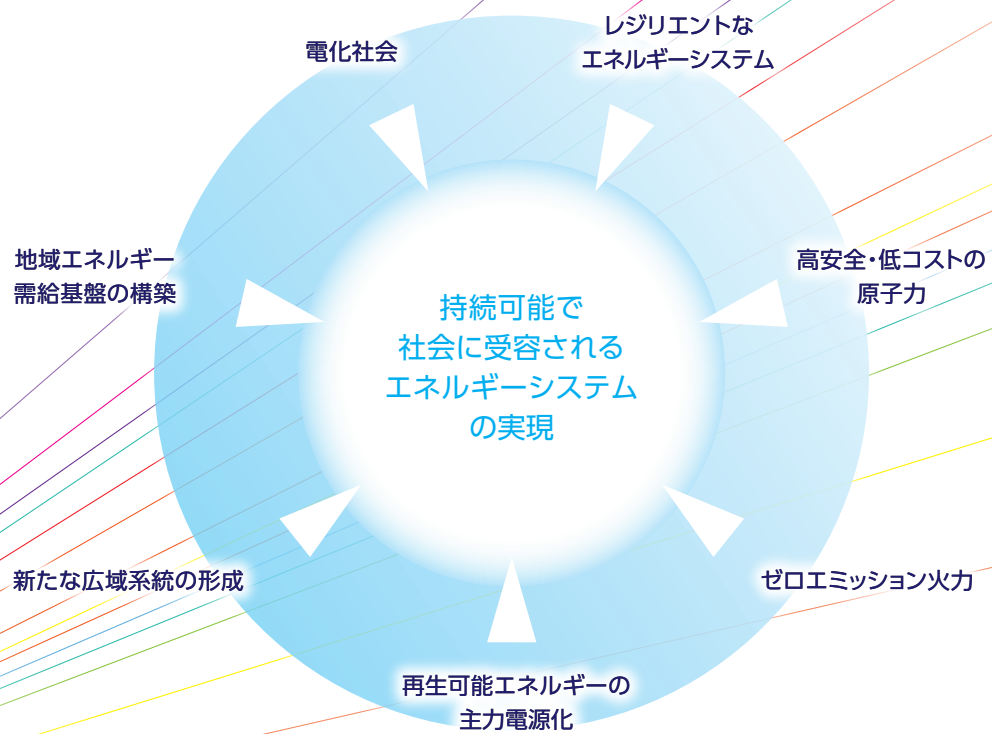 電化社会
レジリエントな
エネルギーシステム
地域エネルギー
需給基盤の構築
高安全・低コストの
原子力
持続可能で
社会に受容される
エネルギーシステム
の実現
新たな広域系統の形成
ゼロエミッション火力
再生可能エネルギーの
主力電源化